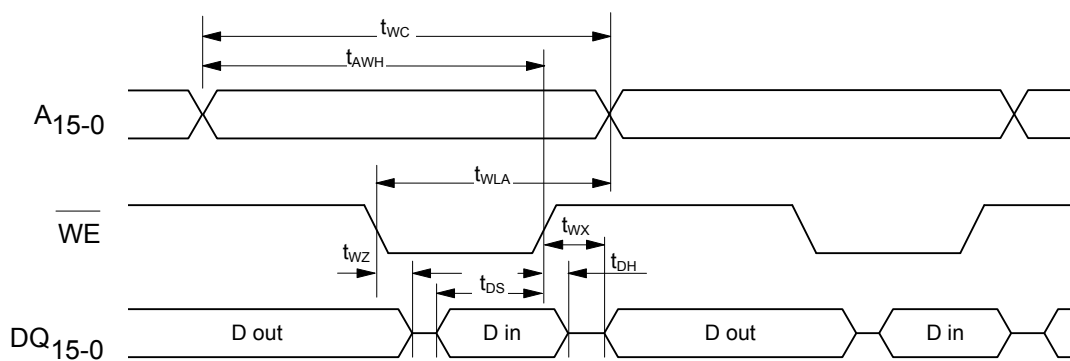 tWC
tAWH
A15-0
tWLA
WE
tWX
tWZ
tDH
tDS
DQ15-0
D out
D in
D out
D in